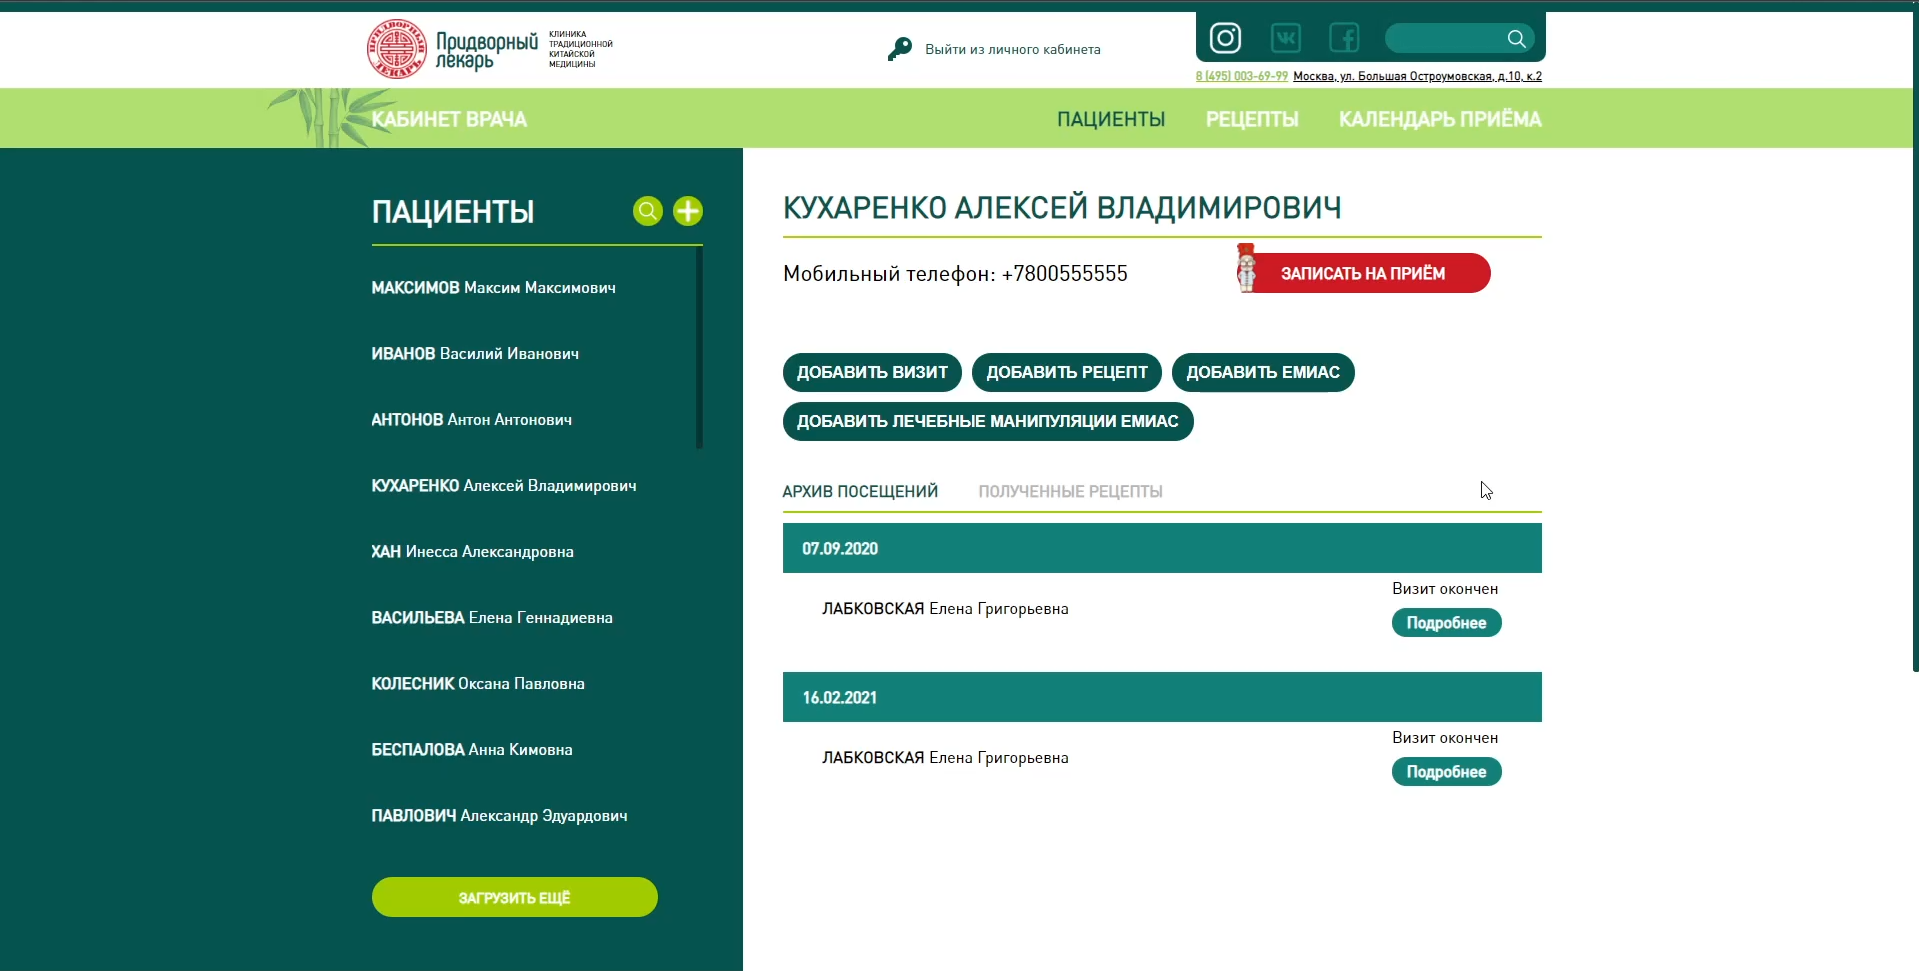 Придворный лекарь
КЛИНИКА
ТРАДИЦИОННОЙ
КИТАЙСКОЙ
МЕДИЦИНЫ
Выйти из личного кабинета
8 (495) 003-69-99 Москва, ул. Большая Остроумовская, д.10, к.2
КАБИНЕТ ВРАЧА
ПАЦИЕНТЫ РЕЦЕПТЫ КАЛЕНДАРЬ ПРИЁМА
ПАЦИЕНТЫ
МАКСИМОВ Максим Максимович
ИВАНОВ Василий Иванович
АНТОНОВ Антон Антонович
КУХАРЕНКО Алексей Владимирович
ХАН Инесса Александровна
ВАСИЛЬЕВА Елена Геннадиевна
КОЛЕСНИК Оксана Павловна
БЕСПАЛОВА Анна Кимовна
ПАВЛОВИЧ Александр Эдуардович
ЗАГРУЗИТЬ ЕЩЁ
КУХАРЕНКО АЛЕКСЕЙ ВЛАДИМИРОВИЧ
Мобильный телефон: +7800555555
ЗАПИСАТЬ НА ПРИЁМ
ДОБАВИТЬ ВИЗИТ ДОБАВИТЬ РЕЦЕПТ ДОБАВИТЬ ЕМИАС
ДОБАВИТЬ ЛЕЧЕБНЫЕ МАНИПУЛЯЦИИ ЕМИАС
АРХИВ ПОСЕЩЕНИЙ ПОЛУЧЕННЫЕ РЕЦЕПТЫ
07.09.2020
Визит окончен
ЛАБКОВСКАЯ Елена Григорьевна
Подробнее
16.02.2021
Визит окончен
ЛАБКОВСКАЯ Елена Григорьевна
Подробнее